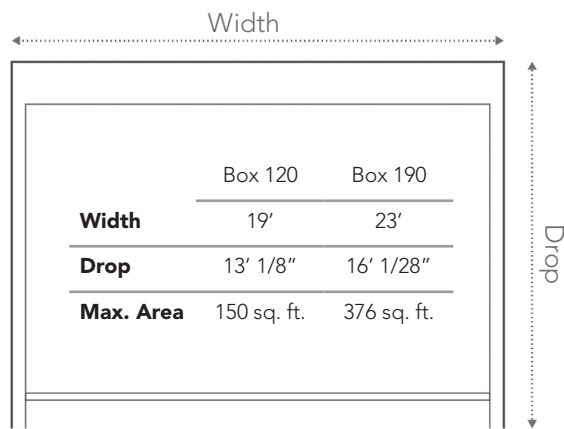 Width
Box 120 Box 190
Width 19′ 23′
Drop 13′ 1/8″ 16′ 1/28″
Max. Area 150 sq. ft. 376 sq. ft.
Drop